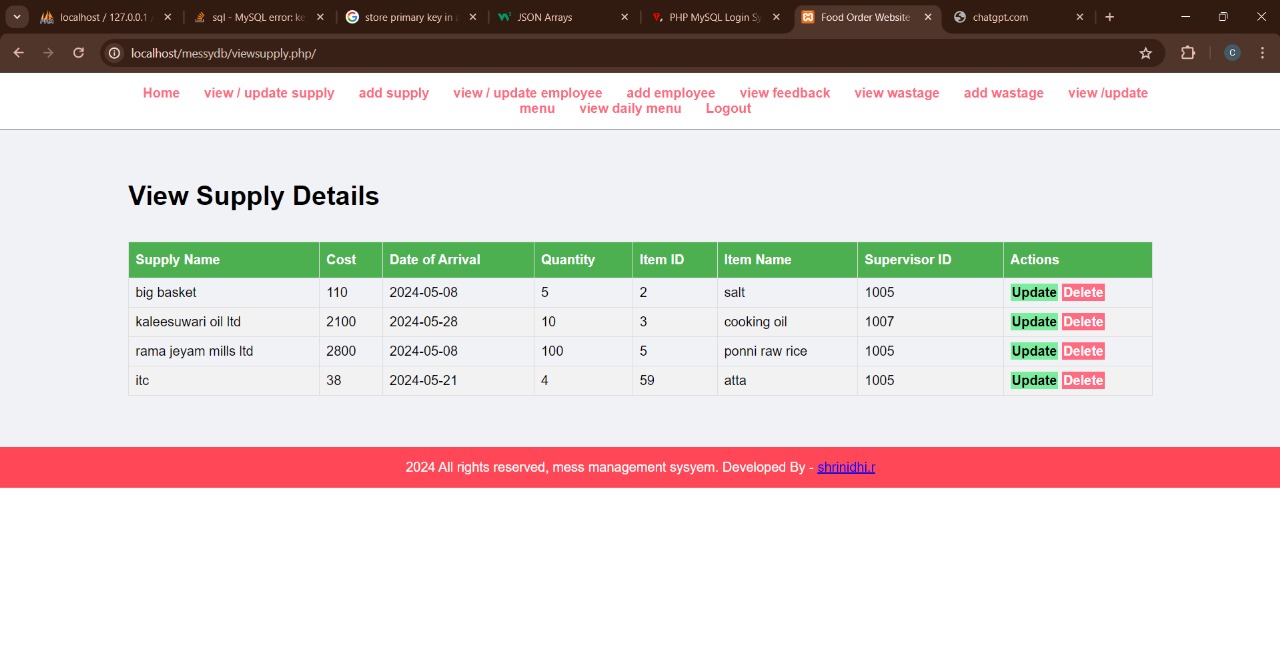 localhost / 127.0.0.1 /
sql - MySQL error: ke
store primary key in
JSON Arrays
PHP MySQL Login Sy
Food Order Website
chatgpt.com
localhost/messydb/viewsupply.php/
C
Home view / update supply add supply view / update employee add employee view feedback view wastage add wastage view /update
menu view daily menu Logout
View Supply Details
Supply Name Cost Date of Arrival Quantity Item ID Item Name Supervisor ID Actions
big basket 110 2024-05-08 5 2 salt 1005 Update Delete
kaleesuwari oil ltd 2100 2024-05-28 10 3 cooking oil 1007 Update Delete
rama jeyam mills ltd 2800 2024-05-08 100 5 ponni raw rice 1005 Update Delete
itc 38 2024-05-21 4 59 atta 1005 Update Delete
2024 All rights reserved, mess management sysyem. Developed By - shrinidhi.r